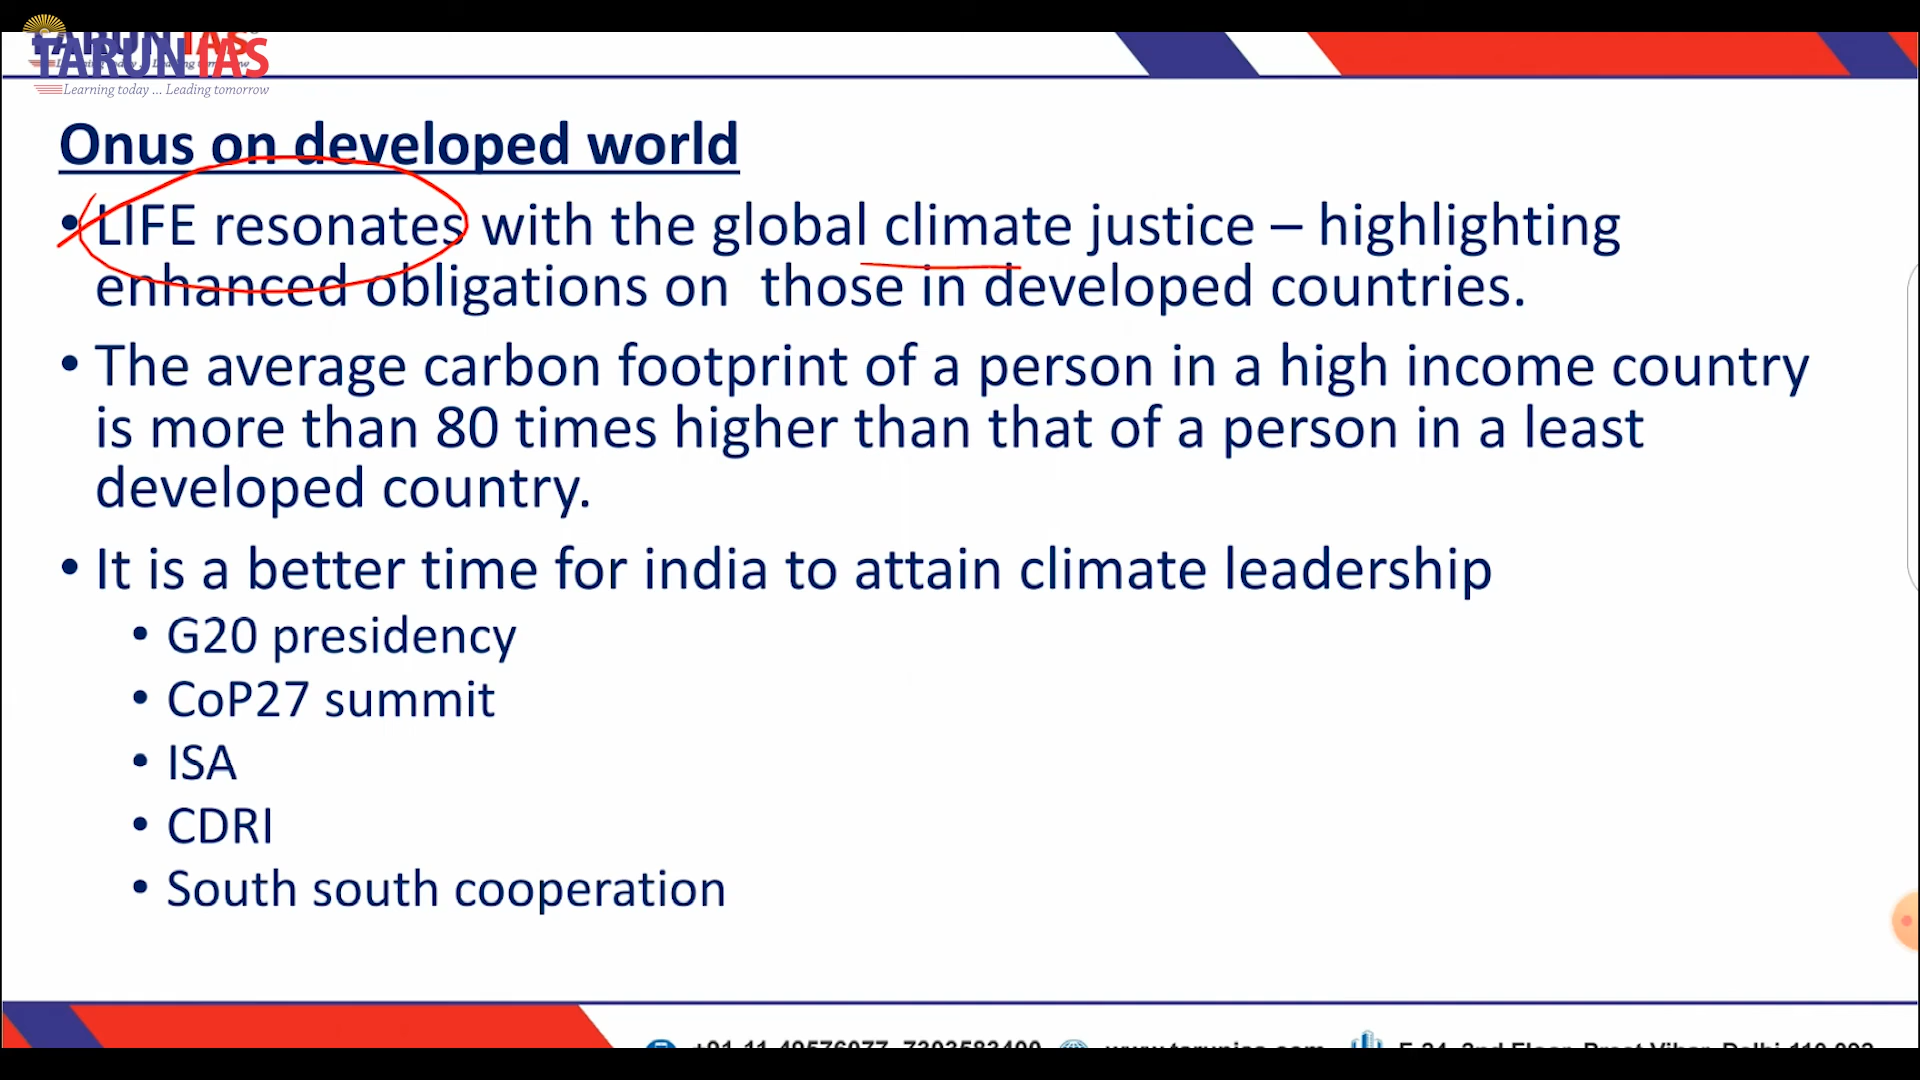 TARUN IAS
Learning today ... Leading tomorrow
Onus on developed world
• LIFE resonates with the global climate justice – highlighting
enhanced obligations on those in developed countries.
• The average carbon footprint of a person in a high income country
is more than 80 times higher than that of a person in a least
developed country.
• It is a better time for india to attain climate leadership
• G20 presidency
• CoP27 summit
• ISA
• CDRI
• South south cooperation